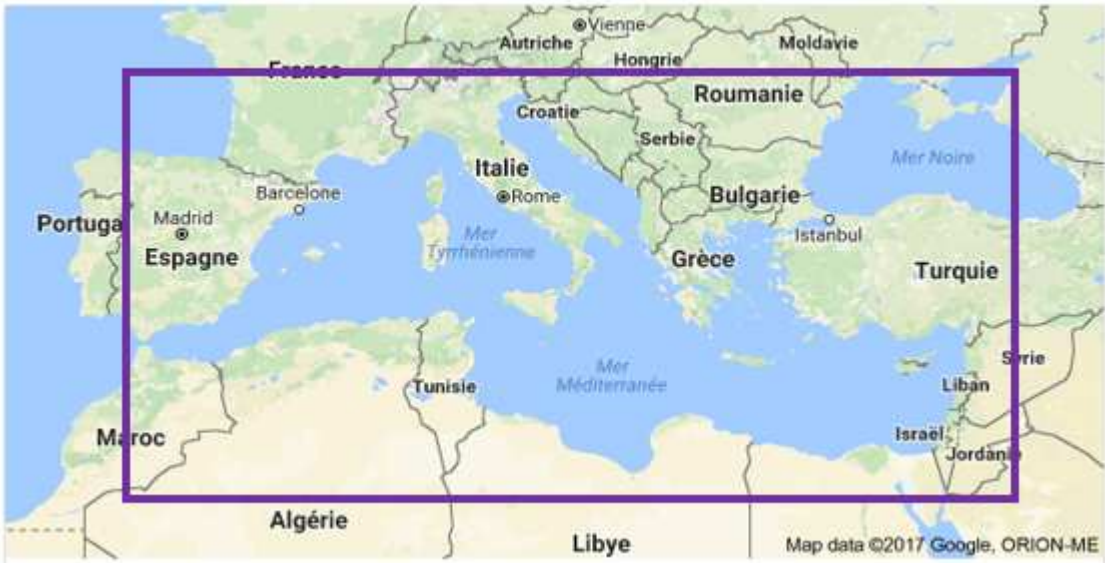 Vienne
Autriche
Moldavie
Hongrie
France
Roumanie
Croatie
Serbie
Mer Noire
Italie
Barcelone
Rome
Bulgarie
Portuga
Madrid
Istanbul
Mer
Tyrrhénienne
Espagne
Grèce
Turquie
Mer
Méditerranée
Syrie
Tunisie
Liban
Maroc
Israël
Jordanie
Algérie
Libye
Map data ©2017 Google, ORION-ME